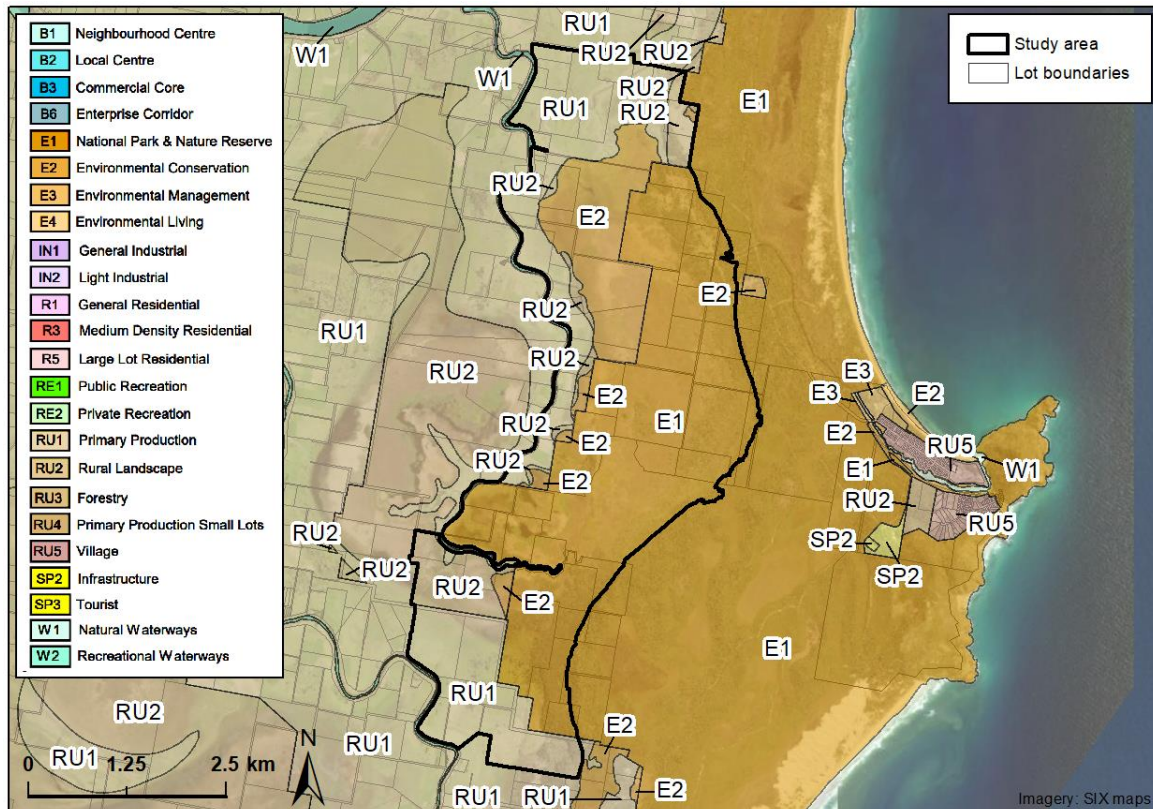 B1 Neighbourhood Centre
B2 Local Centre
B3 Commercial Core
B6 Enterprise Corridor
E1 National Park & Nature Reserve
E2 Environmental Conservation
E3 Environmental Management
E4 Environmental Living
IN1 General Industrial
IN2 Light Industrial
R1 General Residential
R3 Medium Density Residential
R5 Large Lot Residential
RE1 Public Recreation
RE2 Private Recreation
RU1 Primary Production
RU2 Rural Landscape
RU3 Forestry
RU4 Primary Production Small Lots
RU5 Village
SP2 Infrastructure
SP3 Tourist
W1 Natural Waterways
W2 Recreational Waterways
Study area
Lot boundaries
RU1
W1
RU2
RU2
W1
RU2
E1
RU1
RU2
RU2
E2
E2
RU2
RU1
RU2
RU2
E3
E3
E2
E2
RU2
E1
E2
RU5
E1
W1
RU2
E2
RU2
RU5
SP2
SP2
RU2
RU2
RU2
E2
E1
RU1
RU2
E2
RU1
RU1
RU1
RU1
E2
N
0 1.25 2.5 km
Imagery: SIX maps